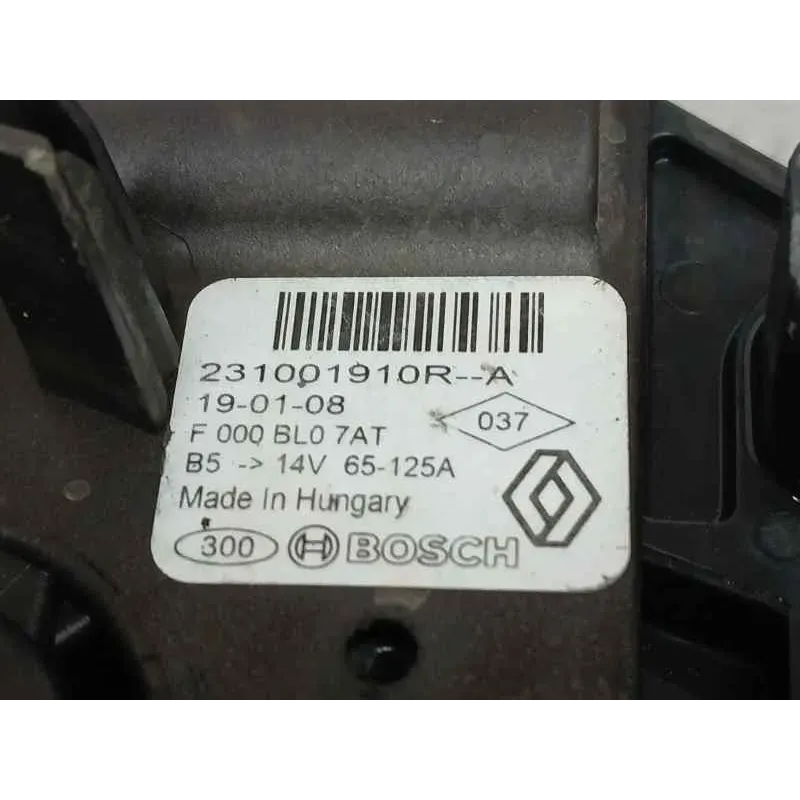 231001910R--A
19-01-08
037
F 000 BL0 7AT
B5 -> 14V 65-125A
Made In Hungary
300 BOSCH